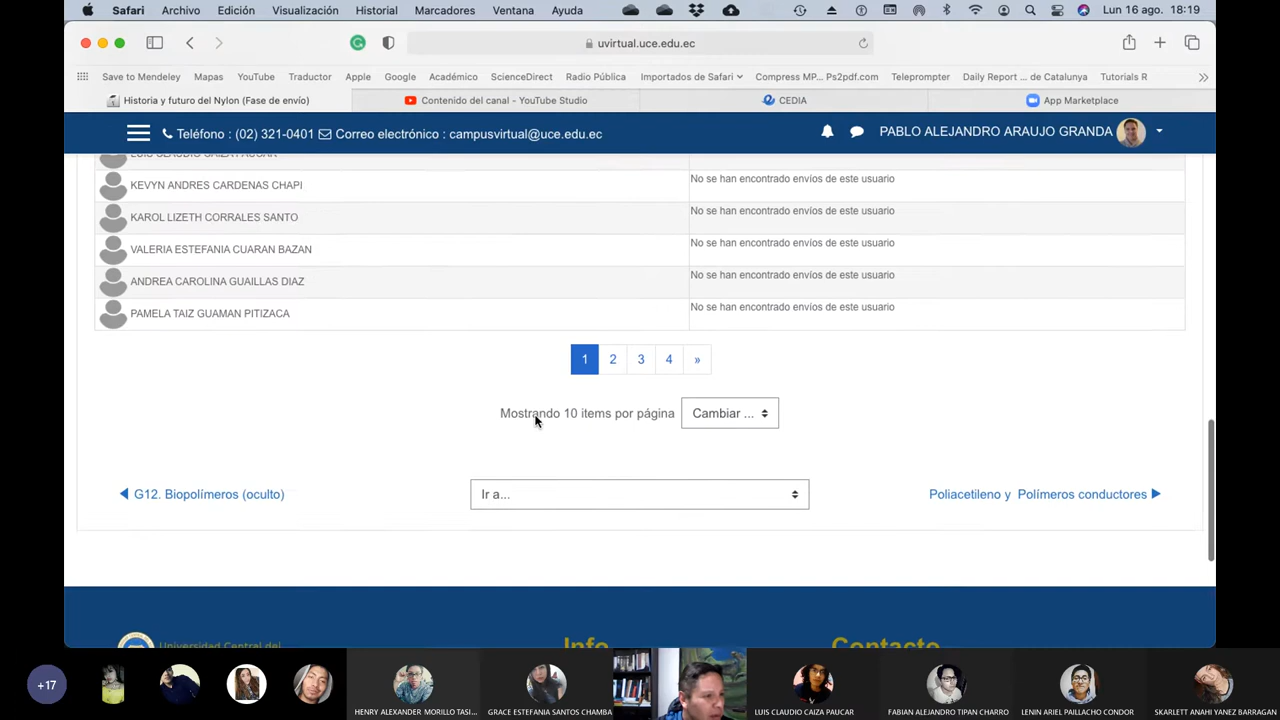 Safari Archivo Edición Visualización Historial Marcadores Ventana Ayuda Lun 16 ago. 18:19
uvirtual.uce.edu.ec
Save to Mendeley Mapas YouTube Traductor Apple Google Académico ScienceDirect Radio Pública Importados de Safari Compress MP... Ps2pdf.com Teleprompter Daily Report ... de Catalunya Tutorials R
Historia y futuro del Nylon (Fase de envío) Contenido del canal - YouTube Studio CEDIA App Marketplace
Teléfono : (02) 321-0401 Correo electrónico : campusvirtual@uce.edu.ec PABLO ALEJANDRO ARAUJO GRANDA
LUIS CLAUDIO CAIZA PAUCAR
KEVYN ANDRES CARDENAS CHAPI No se han encontrado envíos de este usuario
KAROL LIZETH CORRALES SANTO No se han encontrado envíos de este usuario
VALERIA ESTEFANIA CUARAN BAZAN No se han encontrado envíos de este usuario
ANDREA CAROLINA GUAILLAS DIAZ No se han encontrado envíos de este usuario
PAMELA TAIZ GUAMAN PITIZACA No se han encontrado envíos de este usuario
1 2 3 4 »
Mostrando 10 items por página Cambiar ...
G12. Biopolímeros (oculto) Ir a... Poliacetileno y Polímeros conductores
Universidad Central del Info Contacto
+17 HENRY ALEXANDER MORILLO TASI... GRACE ESTEFANIA SANTOS CHAMBA LUIS CLAUDIO CAIZA PAUCAR FABIAN ALEJANDRO TIPAN CHARRO LENIN ARIEL PAILLACHO CONDOR SKARLETT ANAHI YANEZ BARRAGAN